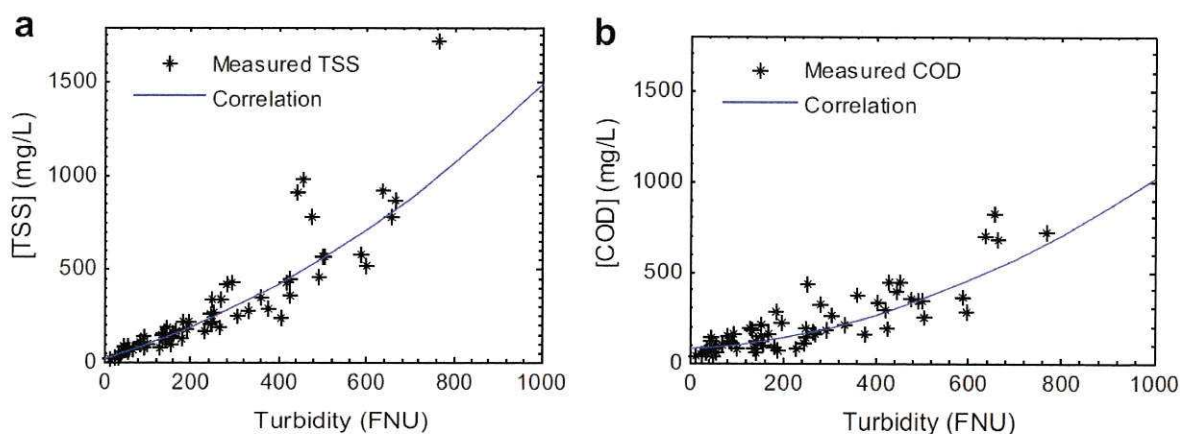 a
[TSS] (mg/L)
1500
1000
500
0
Measured TSS
Correlation
0 200 400 600 800 1000
Turbidity (FNU)
b
[COD] (mg/L)
1500
1000
500
0
Measured COD
Correlation
0 200 400 600 800 1000
Turbidity (FNU)